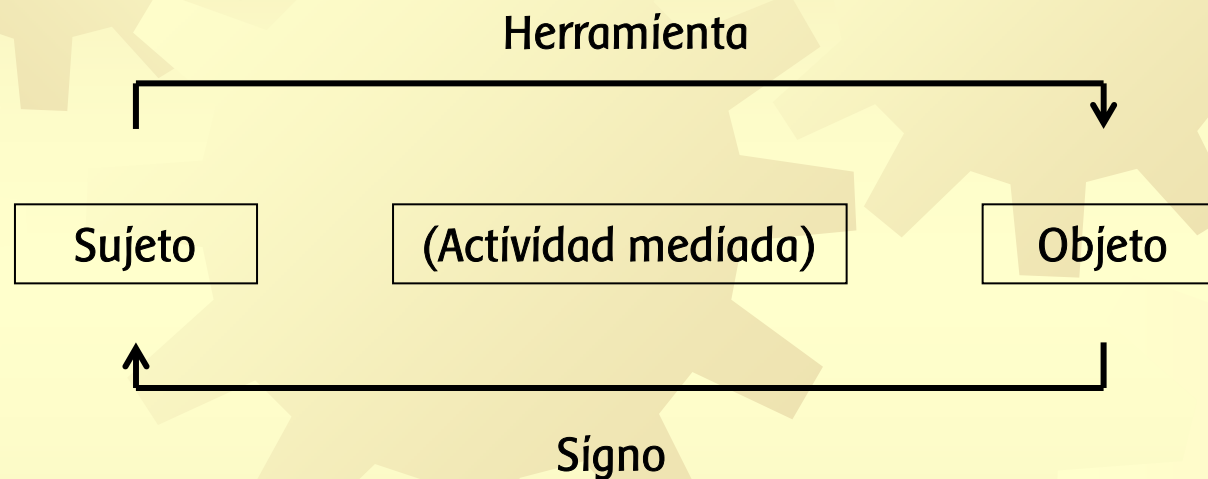 Herramienta
Sujeto
(Actividad mediada)
Objeto
Signo